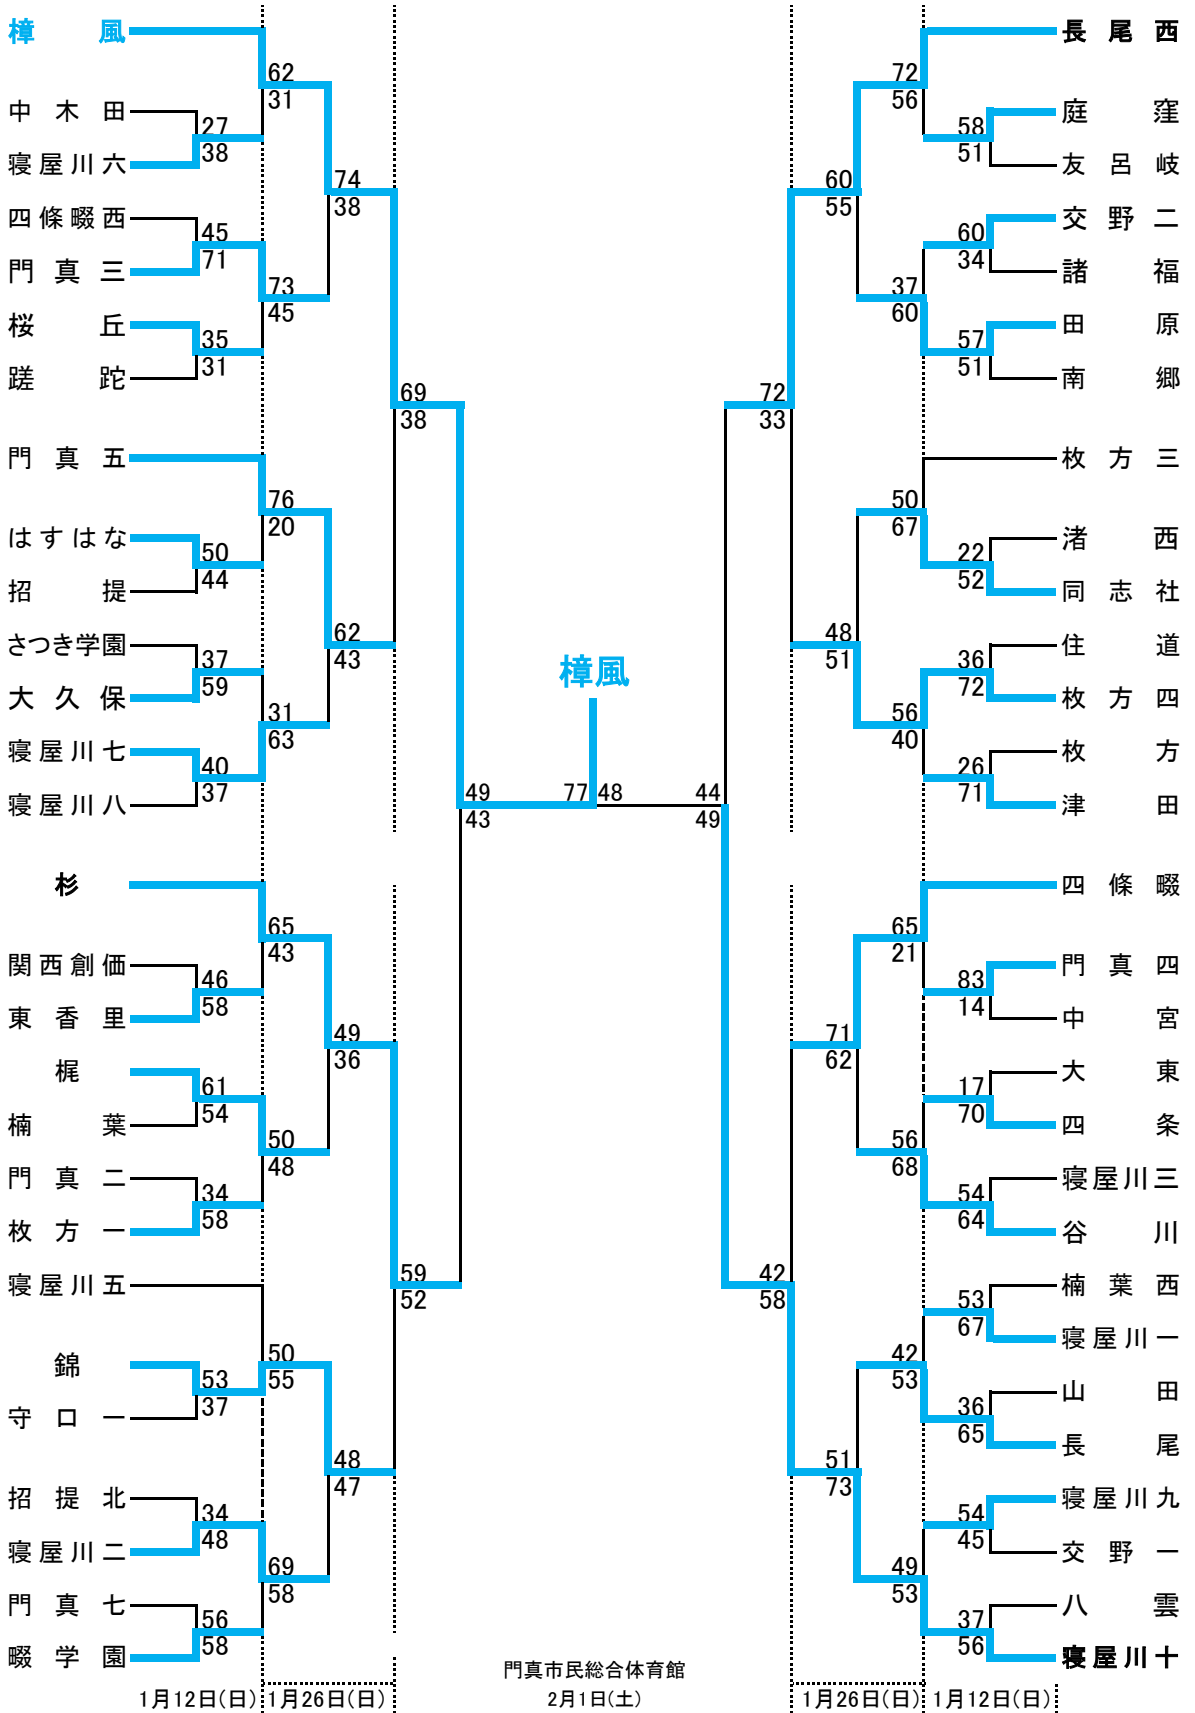 樟風
中木田
寝屋川六
四條畷西
門真三
桜丘
蹉跎
門真五
はすはな
招提
さつき学園
大久保
寝屋川七
寝屋川八
杉
関西創価
東香里
梶
楠葉
門真二
枚方一
寝屋川五
錦
守口一
招提北
寝屋川二
門真七
畷学園
27
38
45
71
35
31
50
44
37
59
40
37
46
58
61
54
34
58
53
37
34
48
56
58
62
31
73
45
76
20
31
63
65
43
50
48
50
55
69
58
74
38
62
43
49
36
48
47
69
38
59
52
49
43
樟風
77 48
44
49
72
33
42
58
60
55
48
51
71
62
51
73
72
56
37
60
50
67
56
40
65
21
56
68
42
53
49
53
58
51
60
34
57
51
22
52
36
72
26
71
83
14
17
70
54
64
53
67
36
65
54
45
37
56
長尾西
庭窪
友呂岐
交野二
諸福
田原
南郷
枚方三
渚西
同志社
住道
枚方四
枚方
津田
四條畷
門真四
中宮
大東
四条
寝屋川三
谷川
楠葉西
寝屋川一
山田
長尾
寝屋川九
交野一
八雲
寝屋川十
門真市民総合体育館
1月12日(日) 1月26日(日) 2月1日(土) 1月26日(日) 1月12日(日)